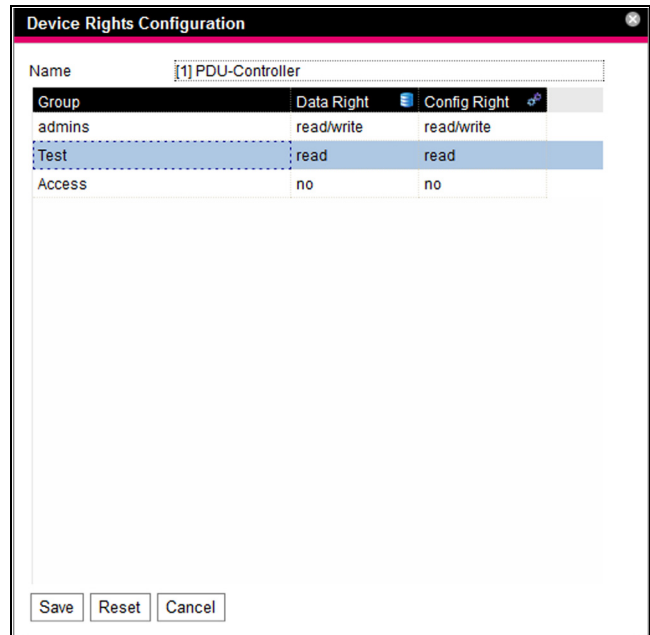 Device Rights Configuration
Name [1] PDU-Controller
Group Data Right Config Right
admins read/write read/write
Test read read
Access no no
Save Reset Cancel